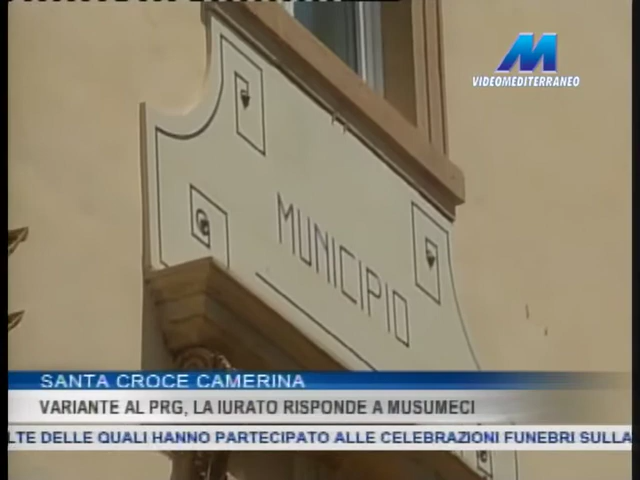 M
VIDEOMEDITERRANEO
MUNICIPIO
SANTA CROCE CAMERINA
VARIANTE AL PRG, LA IURATO RISPONDE A MUSUMECI
LTE DELLE QUALI HANNO PARTECIPATO ALLE CELEBRAZIONI FUNEBRI SULLA